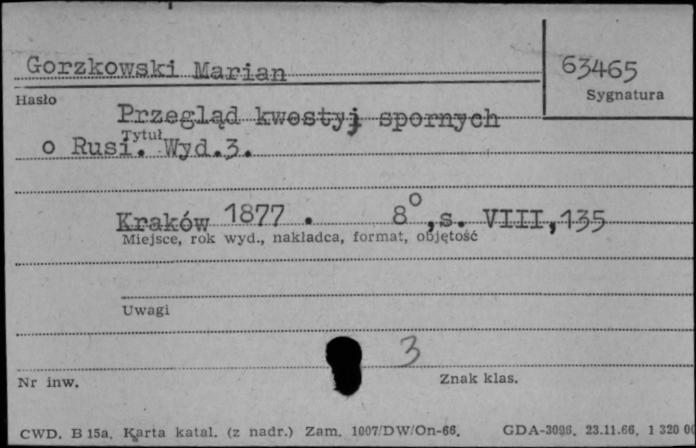 Gorzkowski Marian
63465
Hasło
Sygnatura
Przegląd kwestyj spornych
Tytuł
o Rusi. Wyd.3.
Kraków 1877. 8°,s. VIII,135
Miejsce, rok wyd., nakładca, format, objętość
Uwagi
3
Nr inw.
Znak klas.
CWD. B 15a. Karta katal. (z nadr.) Zam. 1007/DW/On-66. GDA-3096. 23.11.66. 1 320 00